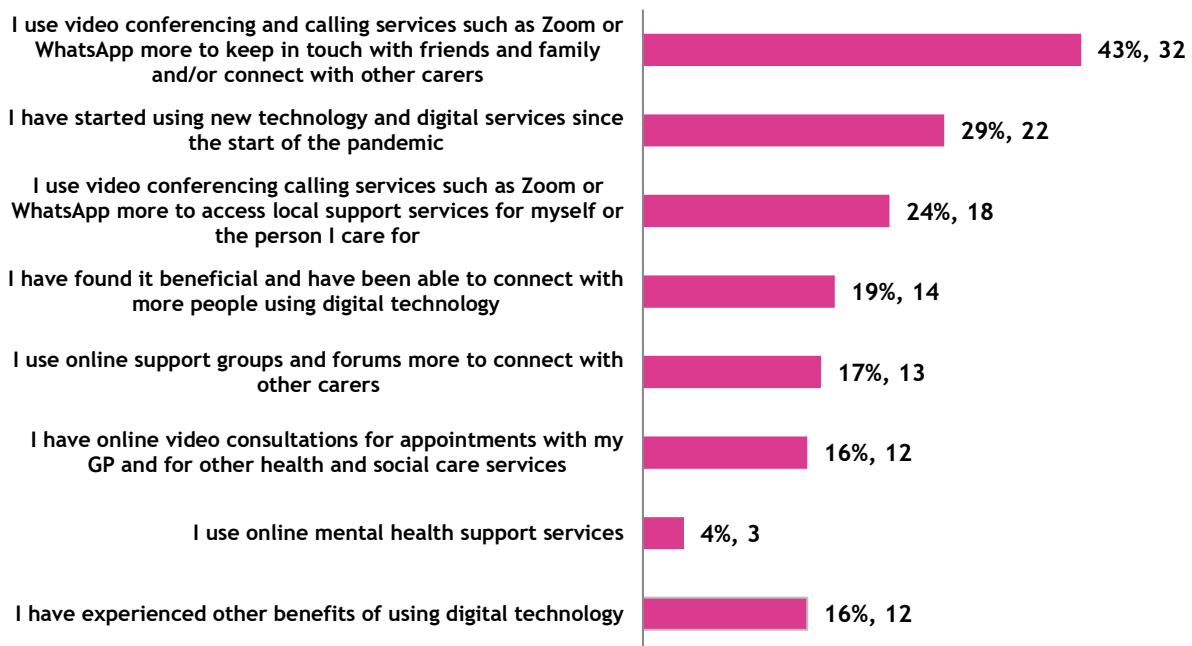 I use video conferencing and calling services such as Zoom or
WhatsApp more to keep in touch with friends and family
and/or connect with other carers
43%, 32
I have started using new technology and digital services since
the start of the pandemic
29%, 22
I use video conferencing calling services such as Zoom or
WhatsApp more to access local support services for myself or
the person I care for
24%, 18
I have found it beneficial and have been able to connect with
more people using digital technology
19%, 14
I use online support groups and forums more to connect with
other carers
17%, 13
I have online video consultations for appointments with my
GP and for other health and social care services
16%, 12
I use online mental health support services
4%, 3
I have experienced other benefits of using digital technology
16%, 12